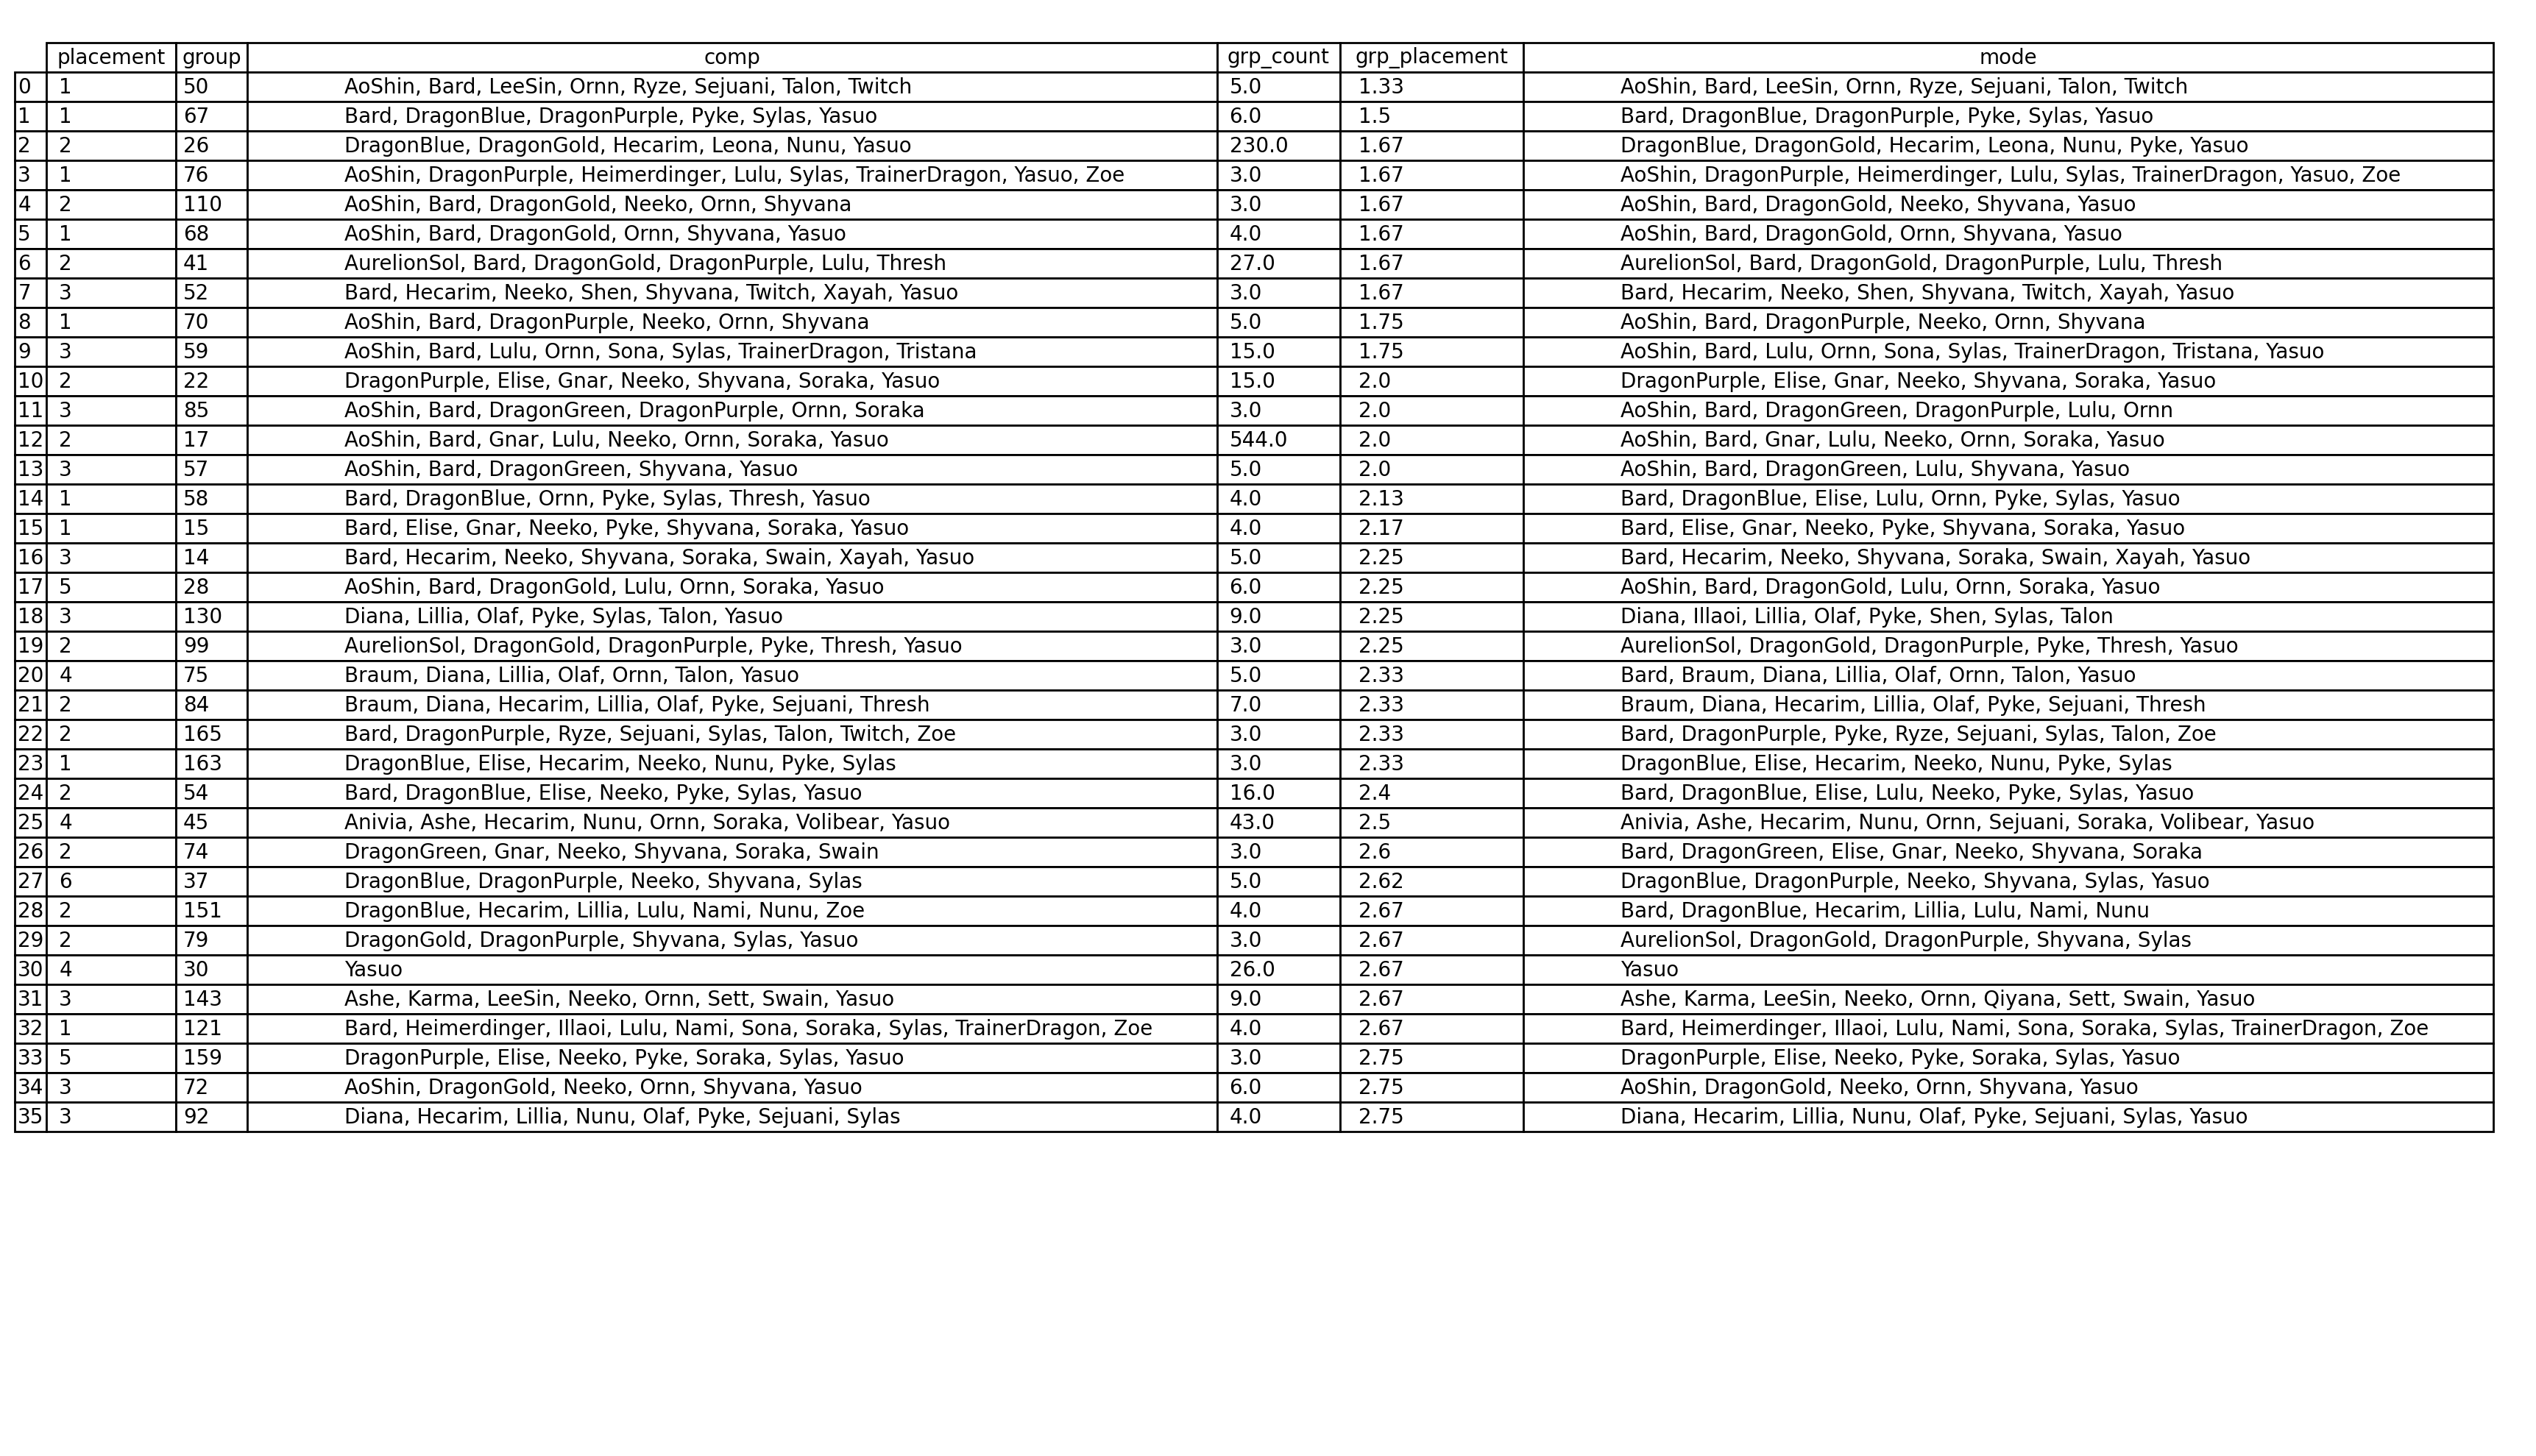 placement group comp grp_count grp_placement mode
0 1 50 AoShin, Bard, LeeSin, Ornn, Ryze, Sejuani, Talon, Twitch 5.0 1.33 AoShin, Bard, LeeSin, Ornn, Ryze, Sejuani, Talon, Twitch
1 1 67 Bard, DragonBlue, DragonPurple, Pyke, Sylas, Yasuo 6.0 1.5 Bard, DragonBlue, DragonPurple, Pyke, Sylas, Yasuo
2 2 26 DragonBlue, DragonGold, Hecarim, Leona, Nunu, Yasuo 230.0 1.67 DragonBlue, DragonGold, Hecarim, Leona, Nunu, Pyke, Yasuo
3 1 76 AoShin, DragonPurple, Heimerdinger, Lulu, Sylas, TrainerDragon, Yasuo, Zoe 3.0 1.67 AoShin, DragonPurple, Heimerdinger, Lulu, Sylas, TrainerDragon, Yasuo, Zoe
4 2 110 AoShin, Bard, DragonGold, Neeko, Ornn, Shyvana 3.0 1.67 AoShin, Bard, DragonGold, Neeko, Shyvana, Yasuo
5 1 68 AoShin, Bard, DragonGold, Ornn, Shyvana, Yasuo 4.0 1.67 AoShin, Bard, DragonGold, Ornn, Shyvana, Yasuo
6 2 41 AurelionSol, Bard, DragonGold, DragonPurple, Lulu, Thresh 27.0 1.67 AurelionSol, Bard, DragonGold, DragonPurple, Lulu, Thresh
7 3 52 Bard, Hecarim, Neeko, Shen, Shyvana, Twitch, Xayah, Yasuo 3.0 1.67 Bard, Hecarim, Neeko, Shen, Shyvana, Twitch, Xayah, Yasuo
8 1 70 AoShin, Bard, DragonPurple, Neeko, Ornn, Shyvana 5.0 1.75 AoShin, Bard, DragonPurple, Neeko, Ornn, Shyvana
9 3 59 AoShin, Bard, Lulu, Ornn, Sona, Sylas, TrainerDragon, Tristana 15.0 1.75 AoShin, Bard, Lulu, Ornn, Sona, Sylas, TrainerDragon, Tristana, Yasuo
10 2 22 DragonPurple, Elise, Gnar, Neeko, Shyvana, Soraka, Yasuo 15.0 2.0 DragonPurple, Elise, Gnar, Neeko, Shyvana, Soraka, Yasuo
11 3 85 AoShin, Bard, DragonGreen, DragonPurple, Ornn, Soraka 3.0 2.0 AoShin, Bard, DragonGreen, DragonPurple, Lulu, Ornn
12 2 17 AoShin, Bard, Gnar, Lulu, Neeko, Ornn, Soraka, Yasuo 544.0 2.0 AoShin, Bard, Gnar, Lulu, Neeko, Ornn, Soraka, Yasuo
13 3 57 AoShin, Bard, DragonGreen, Shyvana, Yasuo 5.0 2.0 AoShin, Bard, DragonGreen, Lulu, Shyvana, Yasuo
14 1 58 Bard, DragonBlue, Ornn, Pyke, Sylas, Thresh, Yasuo 4.0 2.13 Bard, DragonBlue, Elise, Lulu, Ornn, Pyke, Sylas, Yasuo
15 1 15 Bard, Elise, Gnar, Neeko, Pyke, Shyvana, Soraka, Yasuo 4.0 2.17 Bard, Elise, Gnar, Neeko, Pyke, Shyvana, Soraka, Yasuo
16 3 14 Bard, Hecarim, Neeko, Shyvana, Soraka, Swain, Xayah, Yasuo 5.0 2.25 Bard, Hecarim, Neeko, Shyvana, Soraka, Swain, Xayah, Yasuo
17 5 28 AoShin, Bard, DragonGold, Lulu, Ornn, Soraka, Yasuo 6.0 2.25 AoShin, Bard, DragonGold, Lulu, Ornn, Soraka, Yasuo
18 3 130 Diana, Lillia, Olaf, Pyke, Sylas, Talon, Yasuo 9.0 2.25 Diana, Illaoi, Lillia, Olaf, Pyke, Shen, Sylas, Talon
19 2 99 AurelionSol, DragonGold, DragonPurple, Pyke, Thresh, Yasuo 3.0 2.25 AurelionSol, DragonGold, DragonPurple, Pyke, Thresh, Yasuo
20 4 75 Braum, Diana, Lillia, Olaf, Ornn, Talon, Yasuo 5.0 2.33 Bard, Braum, Diana, Lillia, Olaf, Ornn, Talon, Yasuo
21 2 84 Braum, Diana, Hecarim, Lillia, Olaf, Pyke, Sejuani, Thresh 7.0 2.33 Braum, Diana, Hecarim, Lillia, Olaf, Pyke, Sejuani, Thresh
22 2 165 Bard, DragonPurple, Ryze, Sejuani, Sylas, Talon, Twitch, Zoe 3.0 2.33 Bard, DragonPurple, Pyke, Ryze, Sejuani, Sylas, Talon, Zoe
23 1 163 DragonBlue, Elise, Hecarim, Neeko, Nunu, Pyke, Sylas 3.0 2.33 DragonBlue, Elise, Hecarim, Neeko, Nunu, Pyke, Sylas
24 2 54 Bard, DragonBlue, Elise, Neeko, Pyke, Sylas, Yasuo 16.0 2.4 Bard, DragonBlue, Elise, Lulu, Neeko, Pyke, Sylas, Yasuo
25 4 45 Anivia, Ashe, Hecarim, Nunu, Ornn, Soraka, Volibear, Yasuo 43.0 2.5 Anivia, Ashe, Hecarim, Nunu, Ornn, Sejuani, Soraka, Volibear, Yasuo
26 2 74 DragonGreen, Gnar, Neeko, Shyvana, Soraka, Swain 3.0 2.6 Bard, DragonGreen, Elise, Gnar, Neeko, Shyvana, Soraka
27 6 37 DragonBlue, DragonPurple, Neeko, Shyvana, Sylas 5.0 2.62 DragonBlue, DragonPurple, Neeko, Shyvana, Sylas, Yasuo
28 2 151 DragonBlue, Hecarim, Lillia, Lulu, Nami, Nunu, Zoe 4.0 2.67 Bard, DragonBlue, Hecarim, Lillia, Lulu, Nami, Nunu
29 2 79 DragonGold, DragonPurple, Shyvana, Sylas, Yasuo 3.0 2.67 AurelionSol, DragonGold, DragonPurple, Shyvana, Sylas
30 4 30 Yasuo 26.0 2.67 Yasuo
31 3 143 Ashe, Karma, LeeSin, Neeko, Ornn, Sett, Swain, Yasuo 9.0 2.67 Ashe, Karma, LeeSin, Neeko, Ornn, Qiyana, Sett, Swain, Yasuo
32 1 121 Bard, Heimerdinger, Illaoi, Lulu, Nami, Sona, Soraka, Sylas, TrainerDragon, Zoe 4.0 2.67 Bard, Heimerdinger, Illaoi, Lulu, Nami, Sona, Soraka, Sylas, TrainerDragon, Zoe
33 5 159 DragonPurple, Elise, Neeko, Pyke, Soraka, Sylas, Yasuo 3.0 2.75 DragonPurple, Elise, Neeko, Pyke, Soraka, Sylas, Yasuo
34 3 72 AoShin, DragonGold, Neeko, Ornn, Shyvana, Yasuo 6.0 2.75 AoShin, DragonGold, Neeko, Ornn, Shyvana, Yasuo
35 3 92 Diana, Hecarim, Lillia, Nunu, Olaf, Pyke, Sejuani, Sylas 4.0 2.75 Diana, Hecarim, Lillia, Nunu, Olaf, Pyke, Sejuani, Sylas, Yasuo